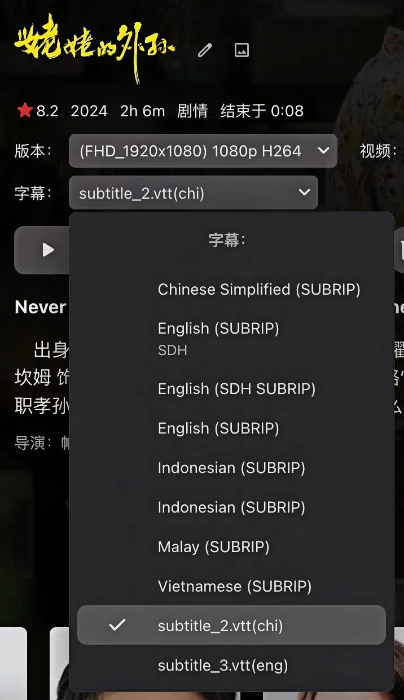 姥姥的外孙
8.2 2024 2h 6m 剧情 结束于 0:08
版本: (FHD_1920x1080) 1080p H264 视频:
字幕: subtitle_2.vtt(chi)
字幕:
Chinese Simplified (SUBRIP)
English (SUBRIP)
SDH
English (SDH SUBRIP)
English (SUBRIP)
Indonesian (SUBRIP)
Indonesian (SUBRIP)
Malay (SUBRIP)
Vietnamese (SUBRIP)
subtitle_2.vtt(chi)
subtitle_3.vtt(eng)
Never
出身
坎姆 饰
职孝孙
导演: